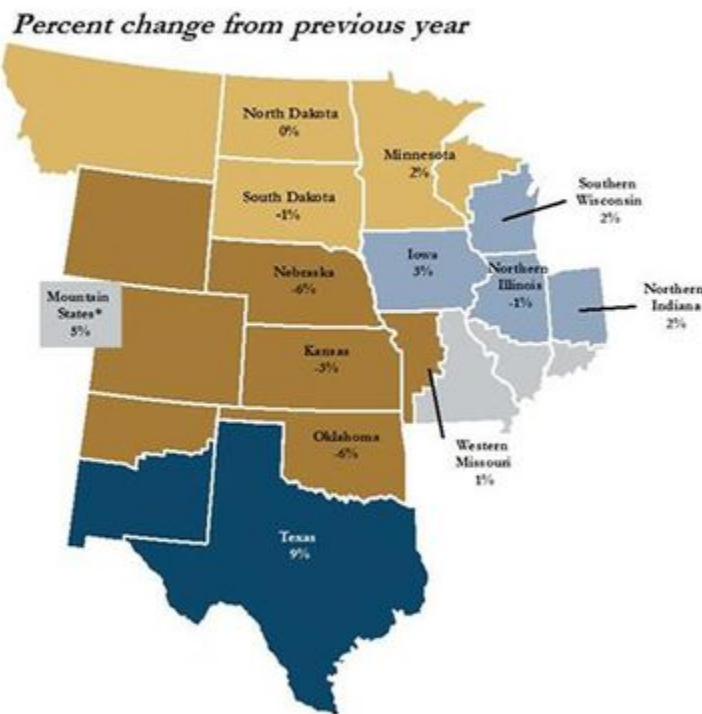 Percent change from previous year
North Dakota
0%
Minnesota
2%
South Dakota
-1%
Southern
Wisconsin
2%
Iowa
3%
Northern
Illinois
-1%
Nebraska
-6%
Northern
Indiana
2%
Mountain
States*
5%
Kansas
-3%
Oklahoma
-6%
Western
Missouri
1%
Texas
9%